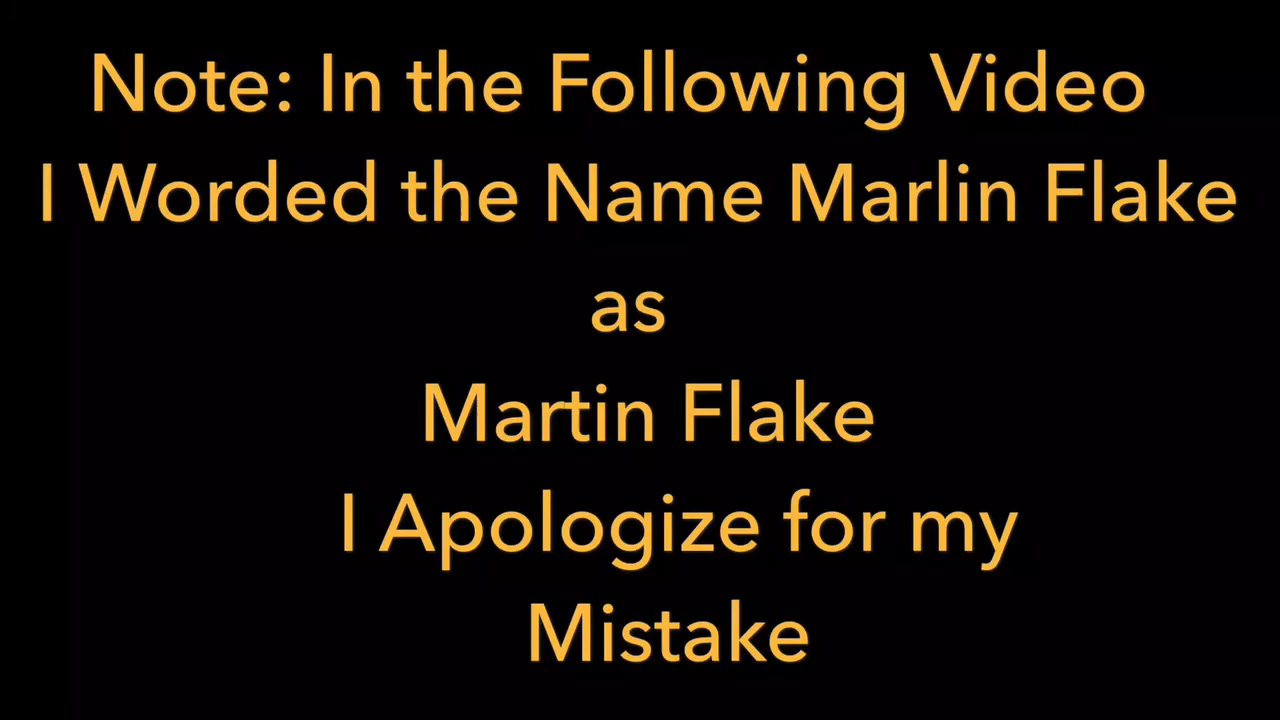 Note: In the Following Video
I Worded the Name Marlin Flake
as
Martin Flake
I Apologize for my
Mistake